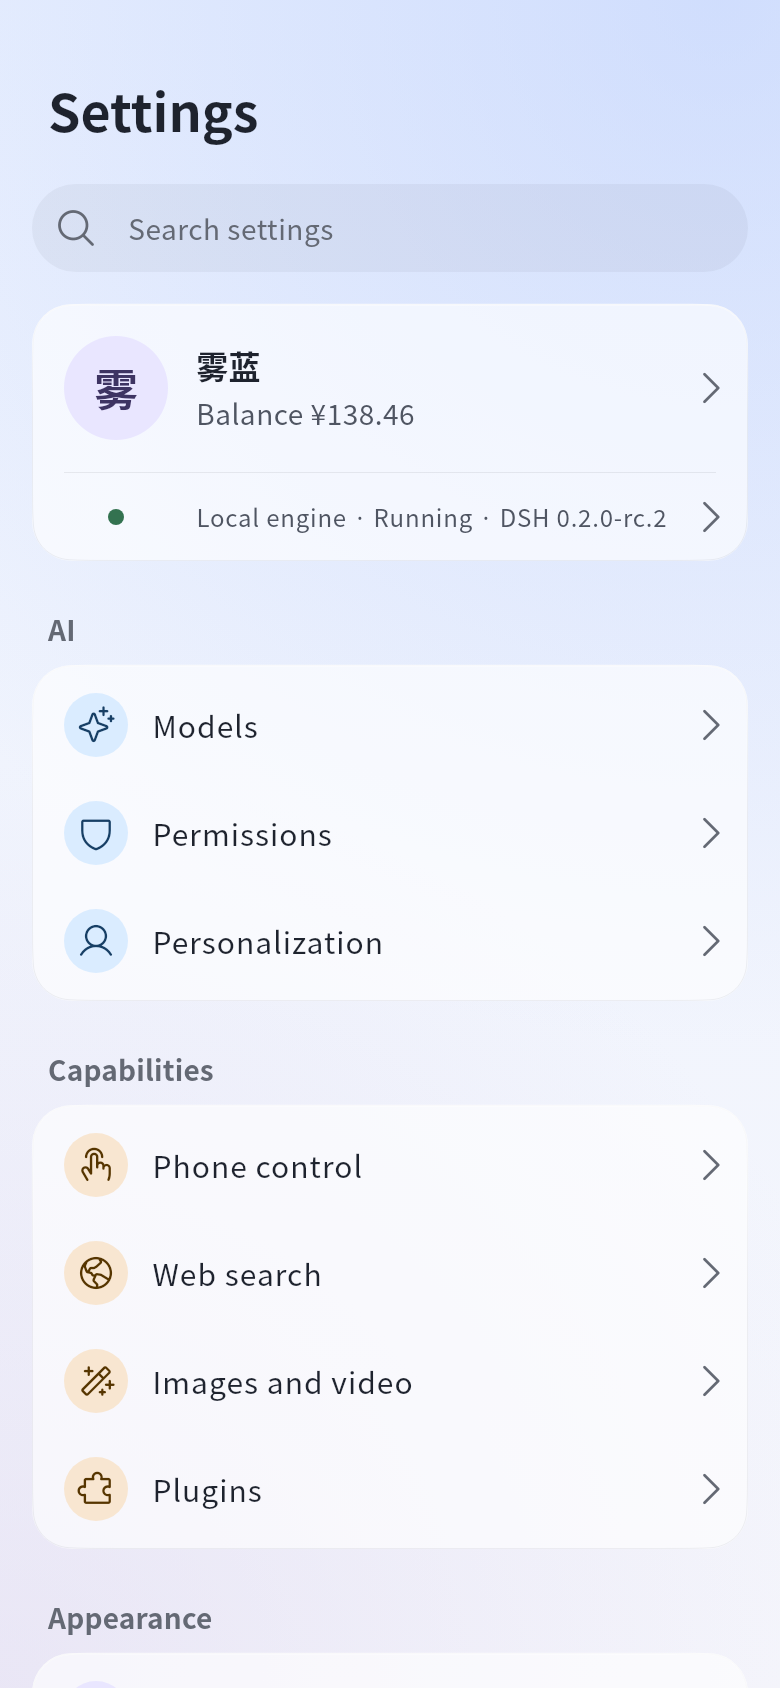 Settings
Search settings
雾
雾蓝
Balance ¥138.46
Local engine · Running · DSH 0.2.0-rc.2
AI
Models
Permissions
Personalization
Capabilities
Phone control
Web search
Images and video
Plugins
Appearance